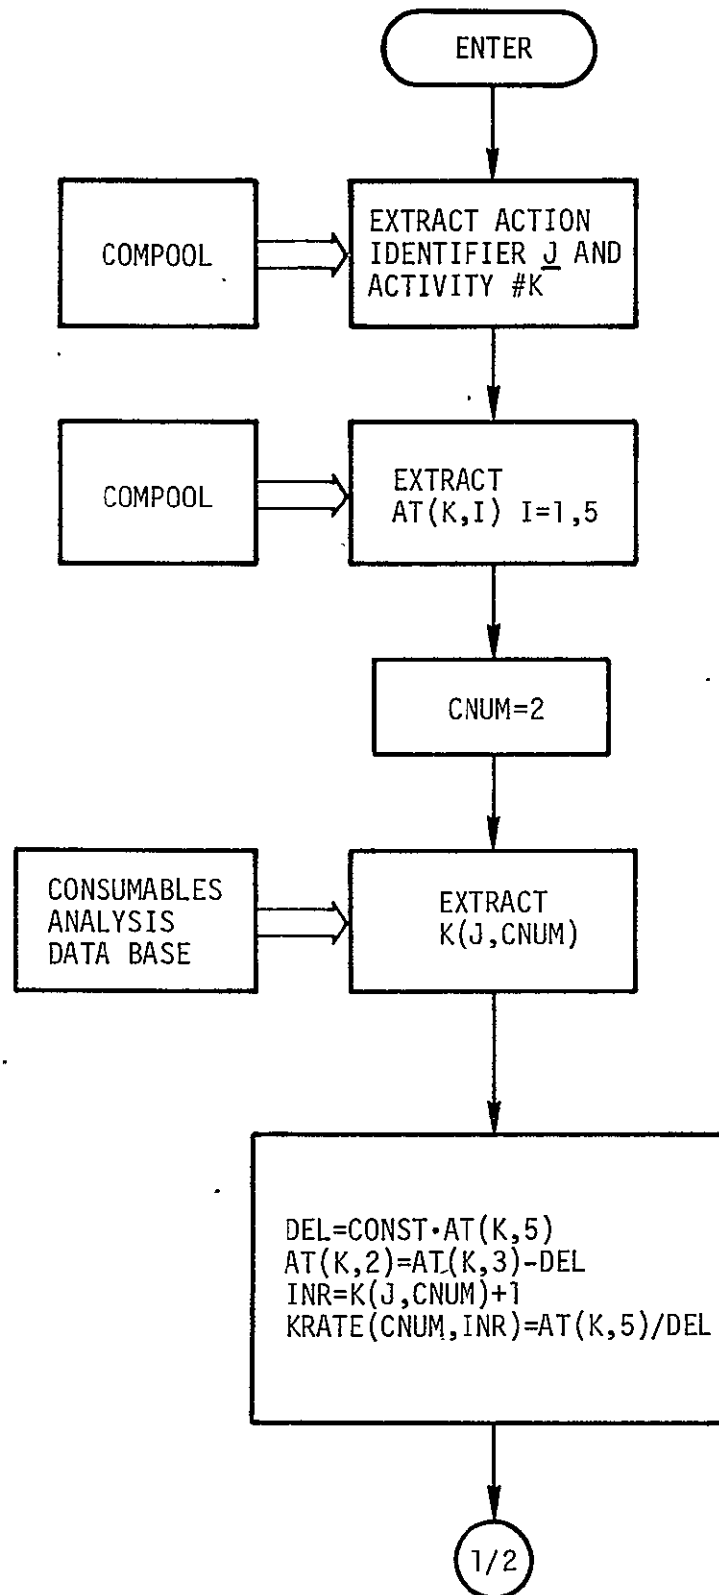 ENTER
COMPOOL
EXTRACT ACTION
IDENTIFIER J AND
ACTIVITY #K
COMPOOL
EXTRACT
AT(K,I) I=1,5
CNUM=2
CONSUMABLES
ANALYSIS
DATA BASE
EXTRACT
K(J,CNUM)
DEL=CONST·AT(K,5)
AT(K,2)=AT(K,3)-DEL
INR=K(J,CNUM)+1
KRATE(CNUM,INR)=AT(K,5)/DEL
1/2